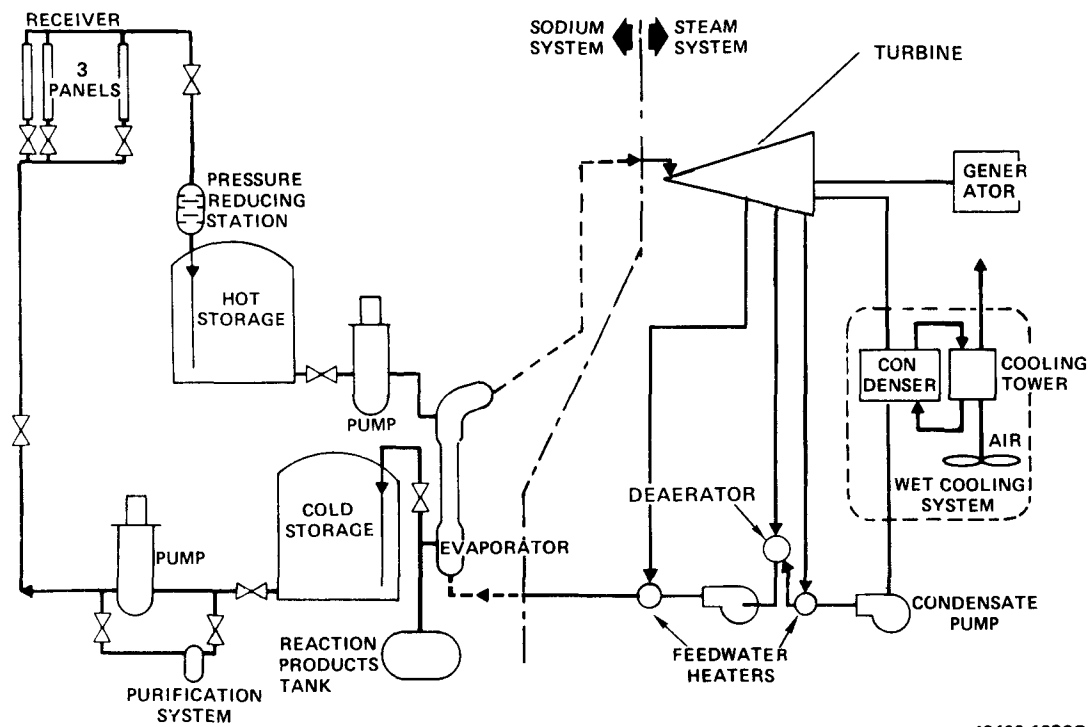 RECEIVER
3
PANELS
PRESSURE
REDUCING
STATION
HOT
STORAGE
PUMP
COLD
STORAGE
PUMP
EVAPORATOR
REACTION
PRODUCTS
TANK
PURIFICATION
SYSTEM
SODIUM
SYSTEM
STEAM
SYSTEM
TURBINE
GENER
ATOR
CON
DENSER
COOLING
TOWER
AIR
WET COOLING
SYSTEM
DEAERATOR
CONDENSATE
PUMP
FEEDWATER
HEATERS